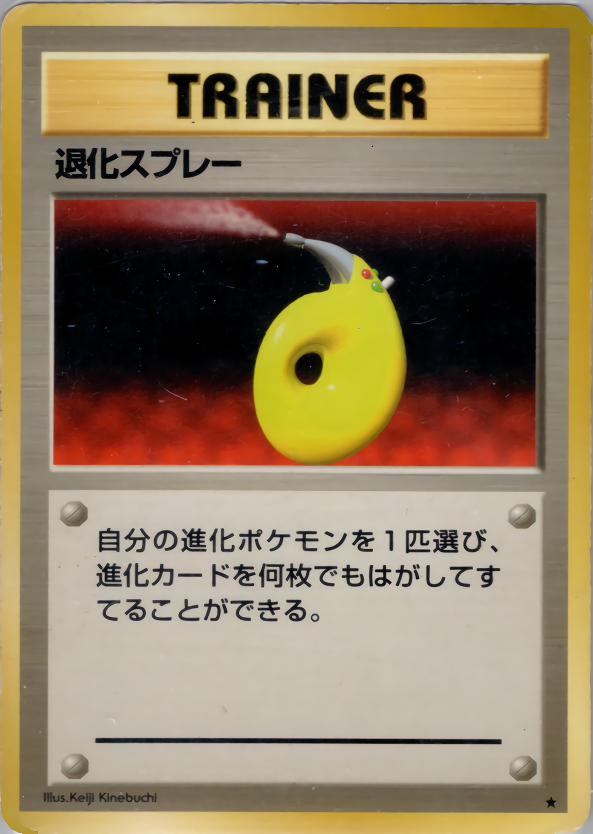 TRAINER
退化スプレー
自分の進化ポケモンを1匹選び、
進化カードを何枚でもはがしてす
てることができる。
Illus.Keiji Kinebuchi
★